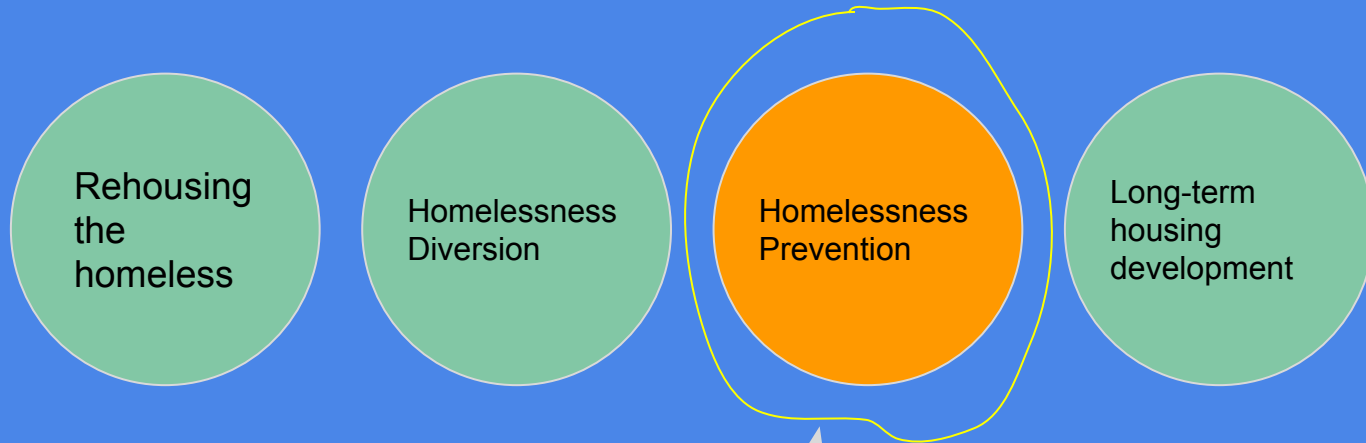 Rehousing
the
homeless
Homelessness
Diversion
Homelessness
Prevention
Long-term
housing
development